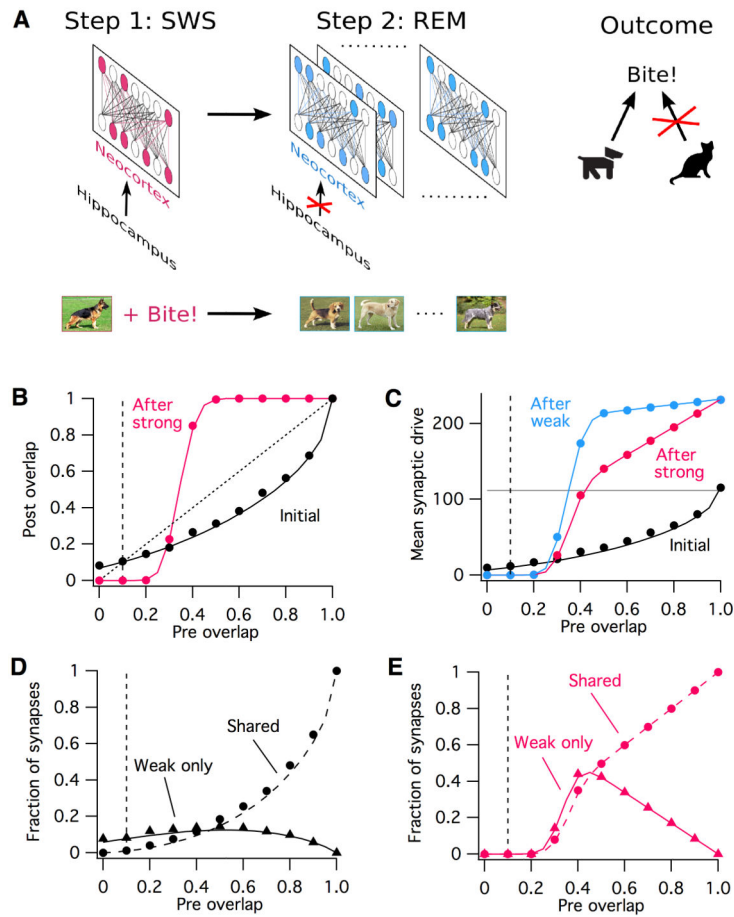 A
Step 1: SWS
Step 2: REM
Outcome
Neocortex
Hippocampus
Neocortex
Hippocampus
Bite!
+ Bite!
B
Post overlap
1
0.8
0.6
0.4
0.2
0
After
strong
Initial
0
0.2
0.4
0.6
0.8
1.0
Pre overlap
C
Mean synaptic drive
200
100
0
After
weak
After
strong
Initial
0
0.2
0.4
0.6
0.8
1.0
Pre overlap
D
Fraction of synapses
1
0.8
0.6
0.4
0.2
0
Shared
Weak only
0
0.2
0.4
0.6
0.8
1.0
Pre overlap
E
Fraction of synapses
1
0.8
0.6
0.4
0.2
0
Shared
Weak only
0
0.2
0.4
0.6
0.8
1.0
Pre overlap